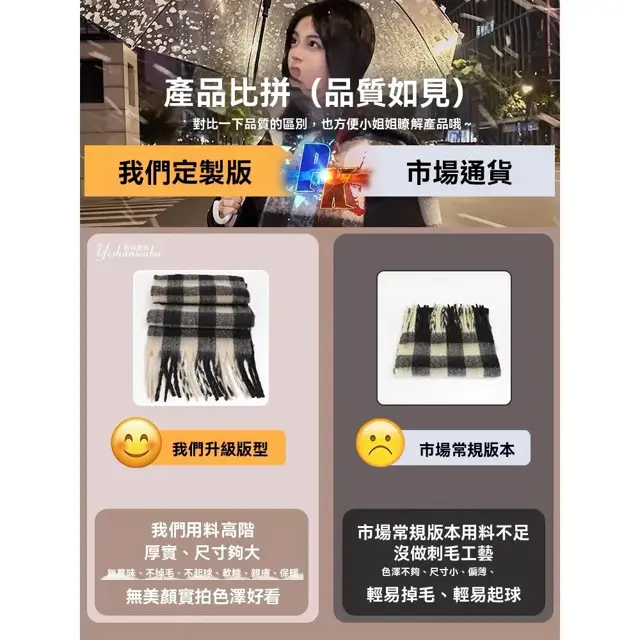 產品比拼（品質如見）
對比一下品質的區別，也方便小姐姐瞭解產品哦~
我們定製版
PK
市場通貨
Yishuaiwaha
我們升級版型
市場常規版本
我們用料高階
厚實、尺寸夠大
無異味、不掉毛、不起球、軟糯、親膚、保暖
無美顏實拍色澤好看
市場常規版本用料不足
沒做刺毛工藝
色澤不夠、尺寸小、偏薄、
輕易掉毛、輕易起球